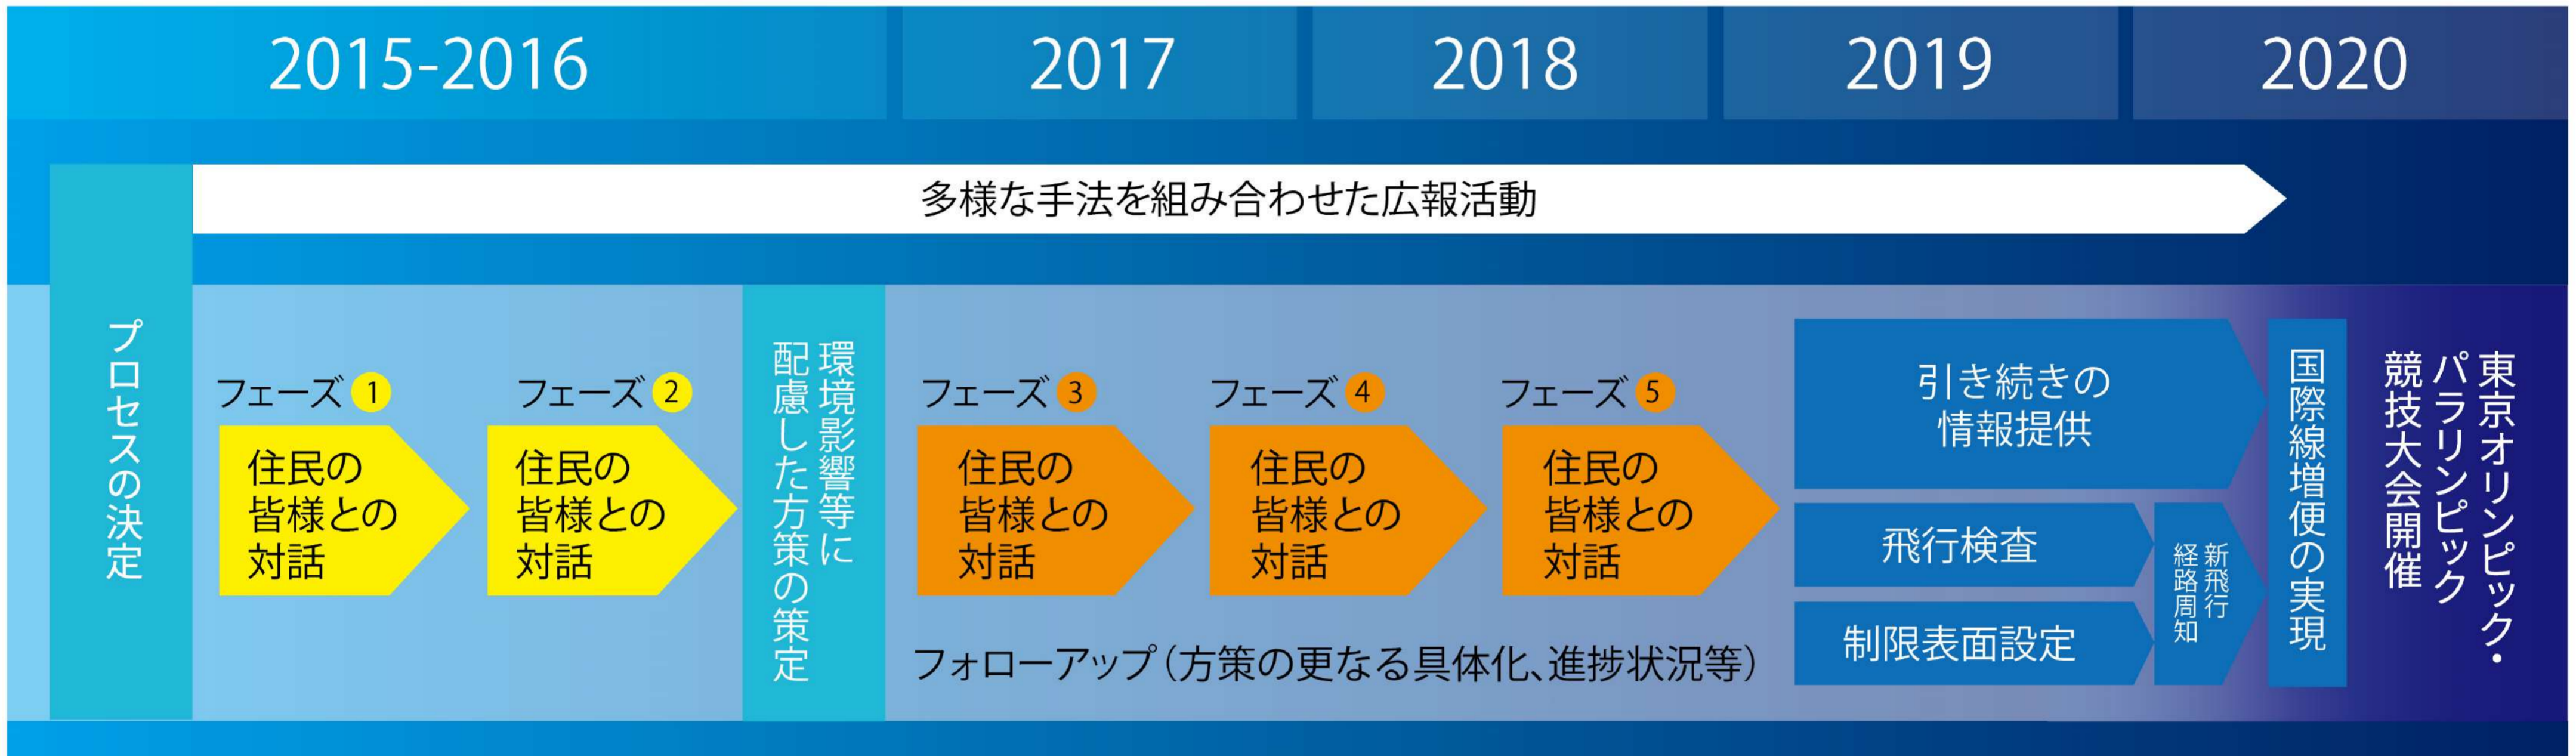 2015-2016
2017
2018
2019
2020
多様な手法を組み合わせた広報活動
プロセスの決定
フェーズ 1
住民の
皆様との
対話
フェーズ 2
住民の
皆様との
対話
環境影響等に
配慮した方策の策定
フェーズ 3
住民の
皆様との
対話
フェーズ 4
住民の
皆様との
対話
フェーズ 5
住民の
皆様との
対話
フォローアップ（方策の更なる具体化、進捗状況等）
引き続きの
情報提供
飛行検査
制限表面設定
新飛行
経路周知
国際線増便の実現
東京オリンピック・
パラリンピック
競技大会開催